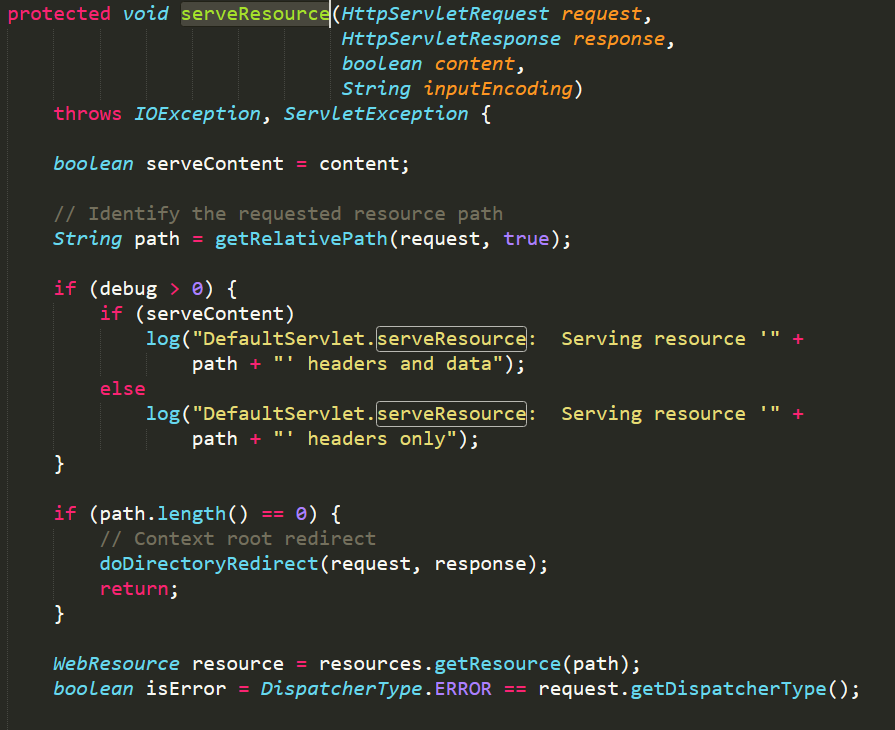 protected void serveResource(HttpServletRequest request,
                             HttpServletResponse response,
                             boolean content,
                             String inputEncoding)
    throws IOException, ServletException {

    boolean serveContent = content;

    // Identify the requested resource path
    String path = getRelativePath(request, true);

    if (debug > 0) {
        if (serveContent)
            log("DefaultServlet.serveResource:  Serving resource '" +
                path + "' headers and data");
        else
            log("DefaultServlet.serveResource:  Serving resource '" +
                path + "' headers only");
    }

    if (path.length() == 0) {
        // Context root redirect
        doDirectoryRedirect(request, response);
        return;
    }

    WebResource resource = resources.getResource(path);
    boolean isError = DispatcherType.ERROR == request.getDispatcherType();